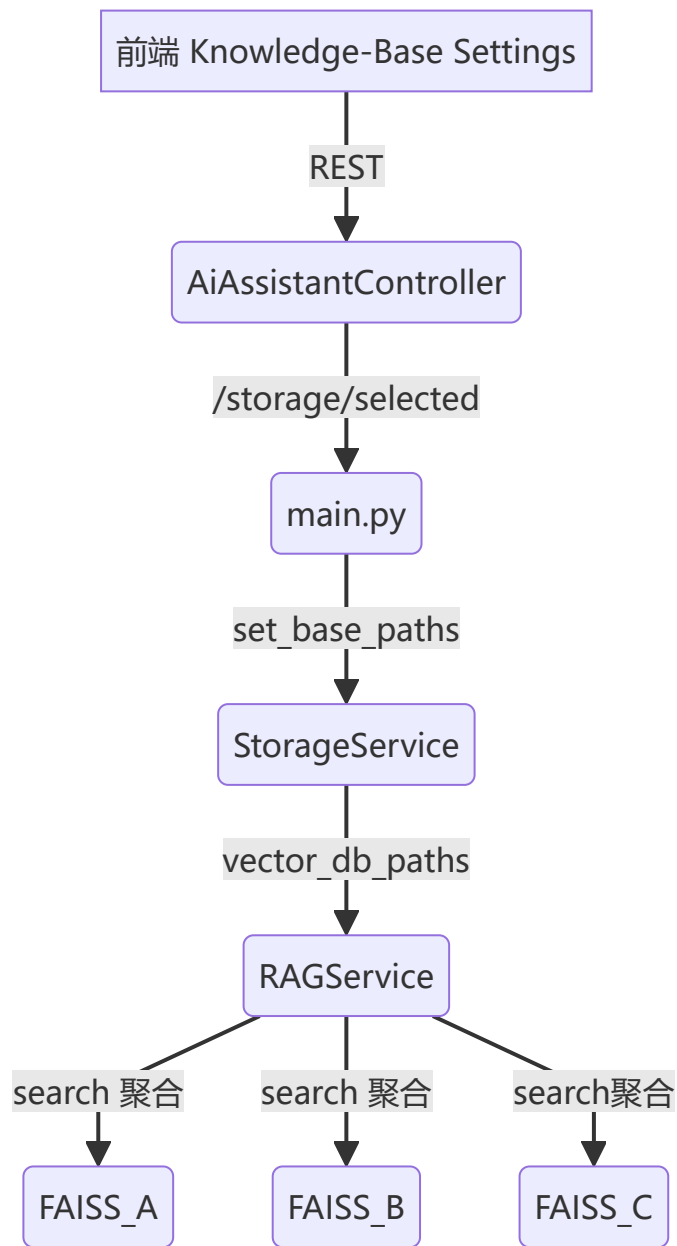 前端 Knowledge-Base Settings
REST
AiAssistantController
/storage/selected
main.py
set_base_paths
StorageService
vector_db_paths
RAGService
search 聚合
search 聚合
search聚合
FAISS_A
FAISS_B
FAISS_C